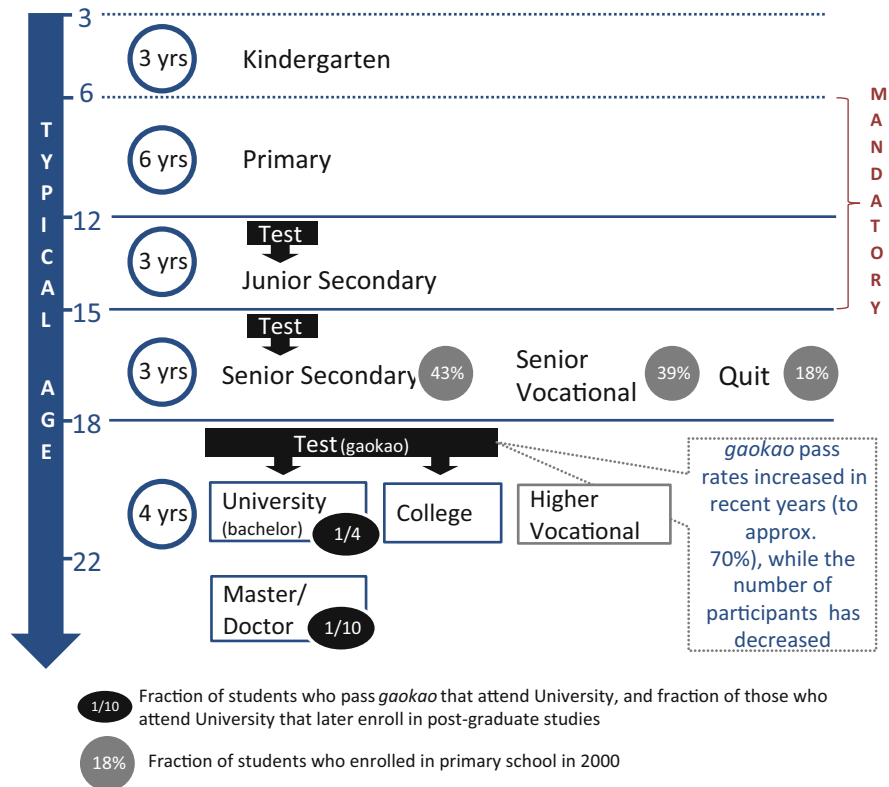 3
3 yrs
Kindergarten
6
6 yrs
Primary
12
Test
3 yrs
Junior Secondary
15
Test
3 yrs
Senior Secondary
43%
Senior
Vocational
39%
Quit
18%
18
Test (gaokao)
4 yrs
University
(bachelor)
1/4
College
Higher
Vocational
22
Master/
Doctor
1/10
gaokao pass
rates increased in
recent years (to
approx.
70%), while the
number of
participants has
decreased
TYPICAL AGE
MANDATORY
1/10
Fraction of students who pass gaokao that attend University, and fraction of those who
attend University that later enroll in post-graduate studies
18%
Fraction of students who enrolled in primary school in 2000